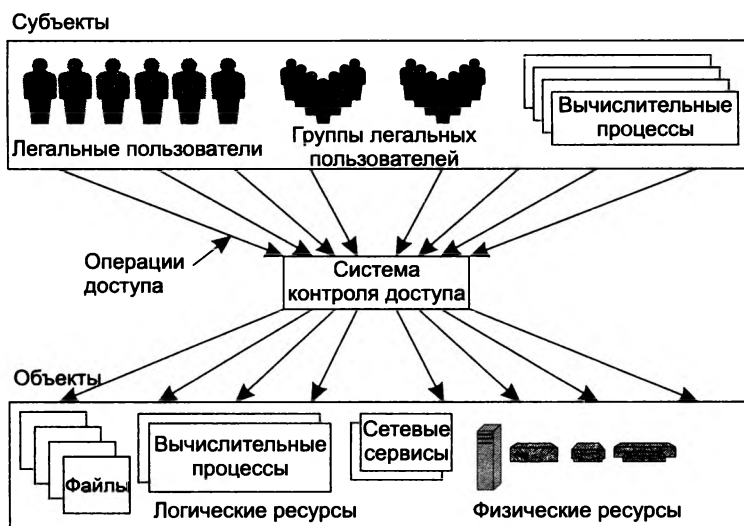 Субъекты
Легальные пользователи
Группы легальных
пользователей
Вычислительные
процессы
Операции
доступа
Система
контроля доступа
Объекты
Файлы
Вычислительные
процессы
Сетевые
сервисы
Логические ресурсы
Физические ресурсы